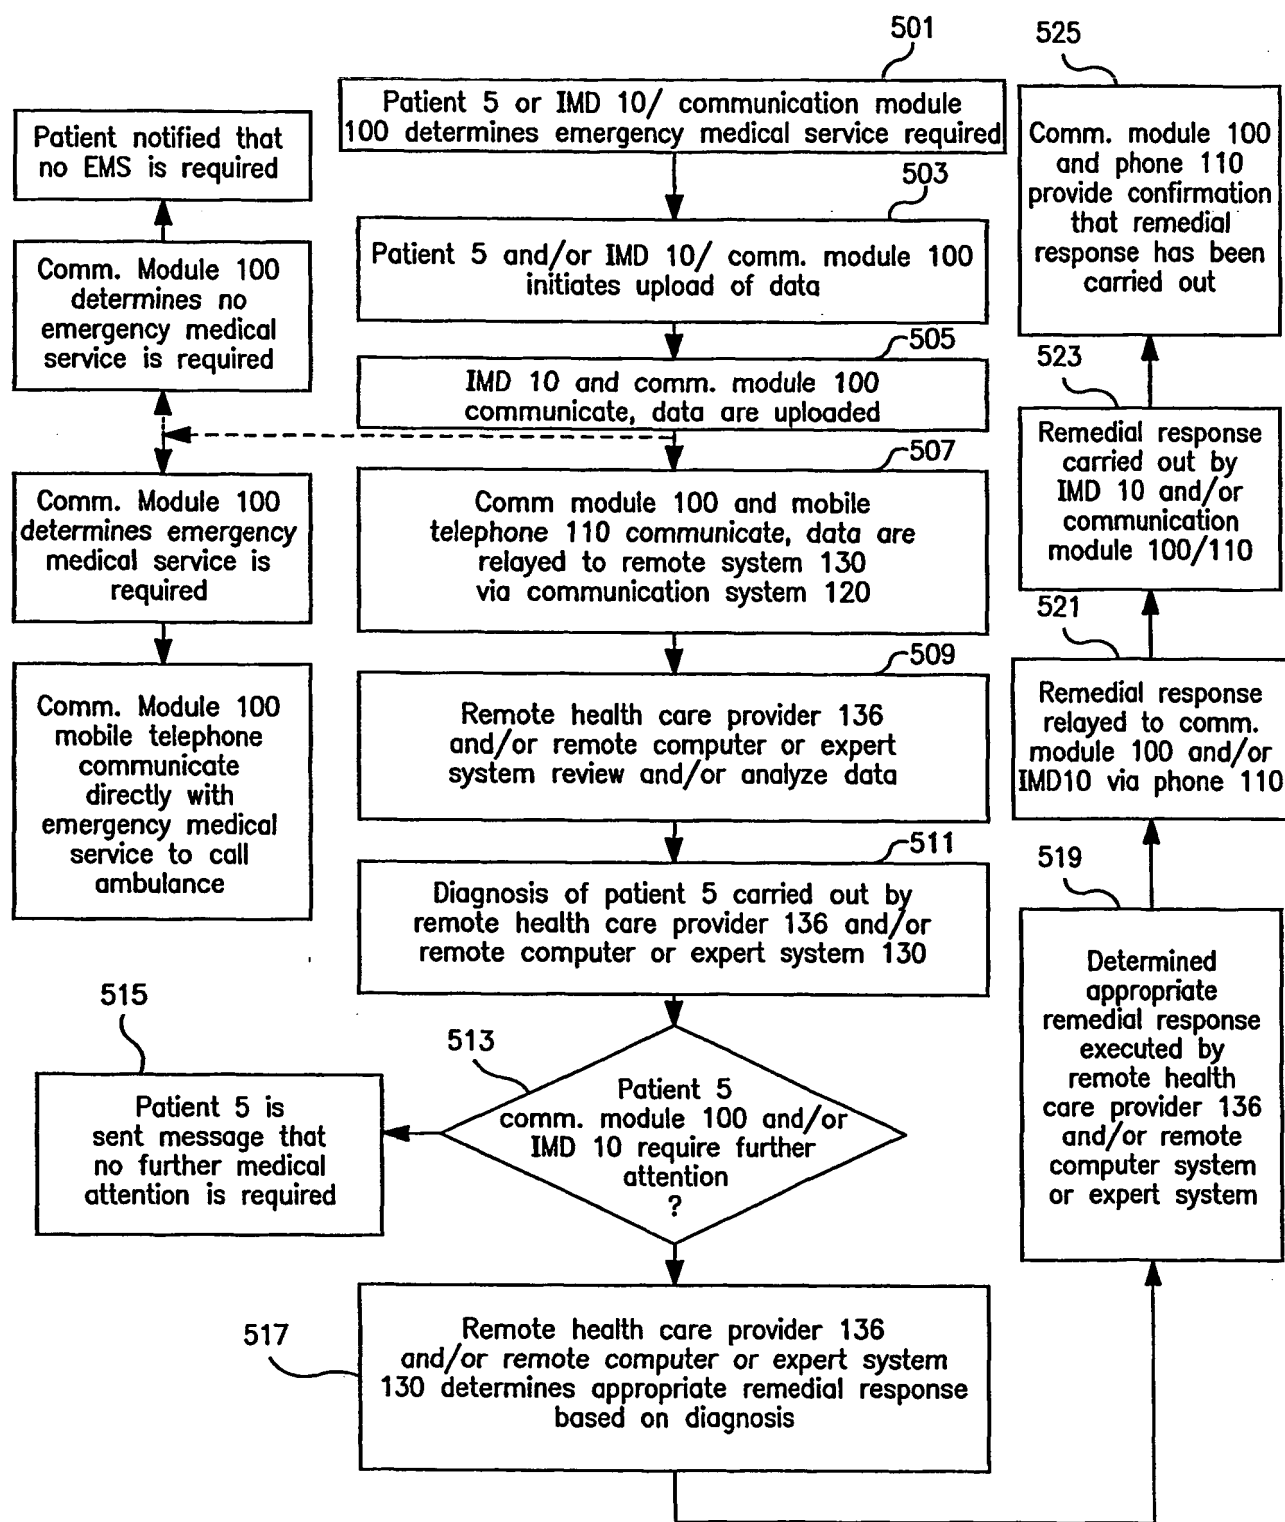 501
Patient 5 or IMD 10/ communication module
100 determines emergency medical service required
503
Patient 5 and/or IMD 10/ comm. module 100
initiates upload of data
505
IMD 10 and comm. module 100
communicate, data are uploaded
Patient notified that
no EMS is required
Comm. Module 100
determines no
emergency medical
service is required
Comm. Module 100
determines emergency
medical service is
required
Comm. Module 100
mobile telephone
communicate
directly with
emergency medical
service to call
ambulance
507
Comm module 100 and mobile
telephone 110 communicate, data are
relayed to remote system 130
via communication system 120
509
Remote health care provider 136
and/or remote computer or expert
system review and/or analyze data
511
Diagnosis of patient 5 carried out by
remote health care provider 136 and/or
remote computer or expert system 130
513
Patient 5
comm. module 100 and/or
IMD 10 require further
attention
?
515
Patient 5 is
sent message that
no further medical
attention is required
517
Remote health care provider 136
and/or remote computer or expert system
130 determines appropriate remedial response
based on diagnosis
519
Determined
appropriate
remedial response
executed by
remote health
care provider 136
and/or remote
computer system
or expert system
521
Remedial response
relayed to comm.
module 100 and/or
IMD10 via phone 110
523
Remedial response
carried out by
IMD 10 and/or
communication
module 100/110
525
Comm. module 100
and phone 110
provide confirmation
that remedial
response has been
carried out